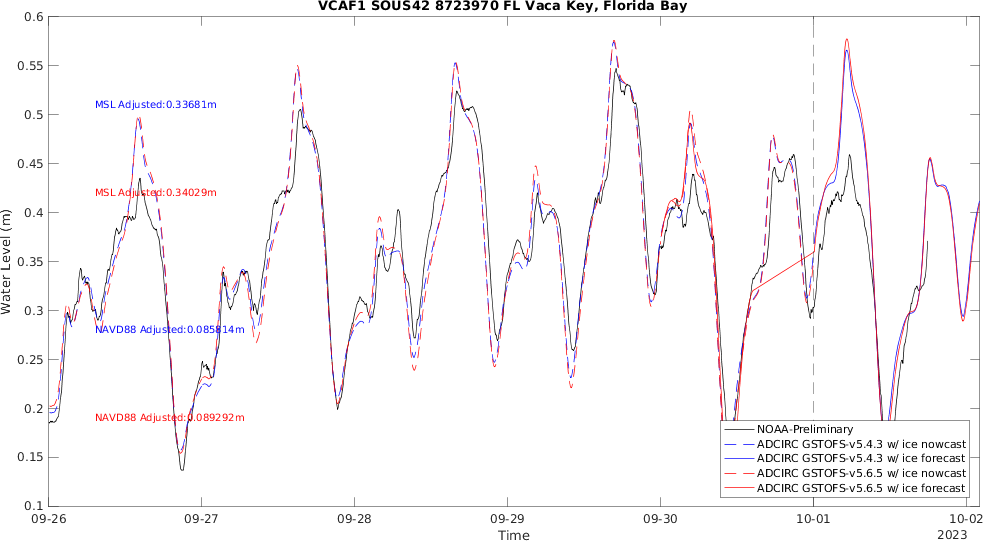 VCAF1 SOUS42 8723970 FL Vaca Key, Florida Bay
0.6
0.55
0.5
0.45
0.4
0.35
0.3
0.25
0.2
0.15
0.1
Water Level (m)
MSL Adjusted:0.33681m
MSL Adjusted:0.34029m
NAVD88 Adjusted:0.085814m
NAVD88 Adjusted:0.089292m
NOAA-Preliminary
ADCIRC GSTOFS-v5.4.3 w/ ice nowcast
ADCIRC GSTOFS-v5.4.3 w/ ice forecast
ADCIRC GSTOFS-v5.6.5 w/ ice nowcast
ADCIRC GSTOFS-v5.6.5 w/ ice forecast
09-26 09-27 09-28 09-29 09-30 10-01 10-02
Time
2023